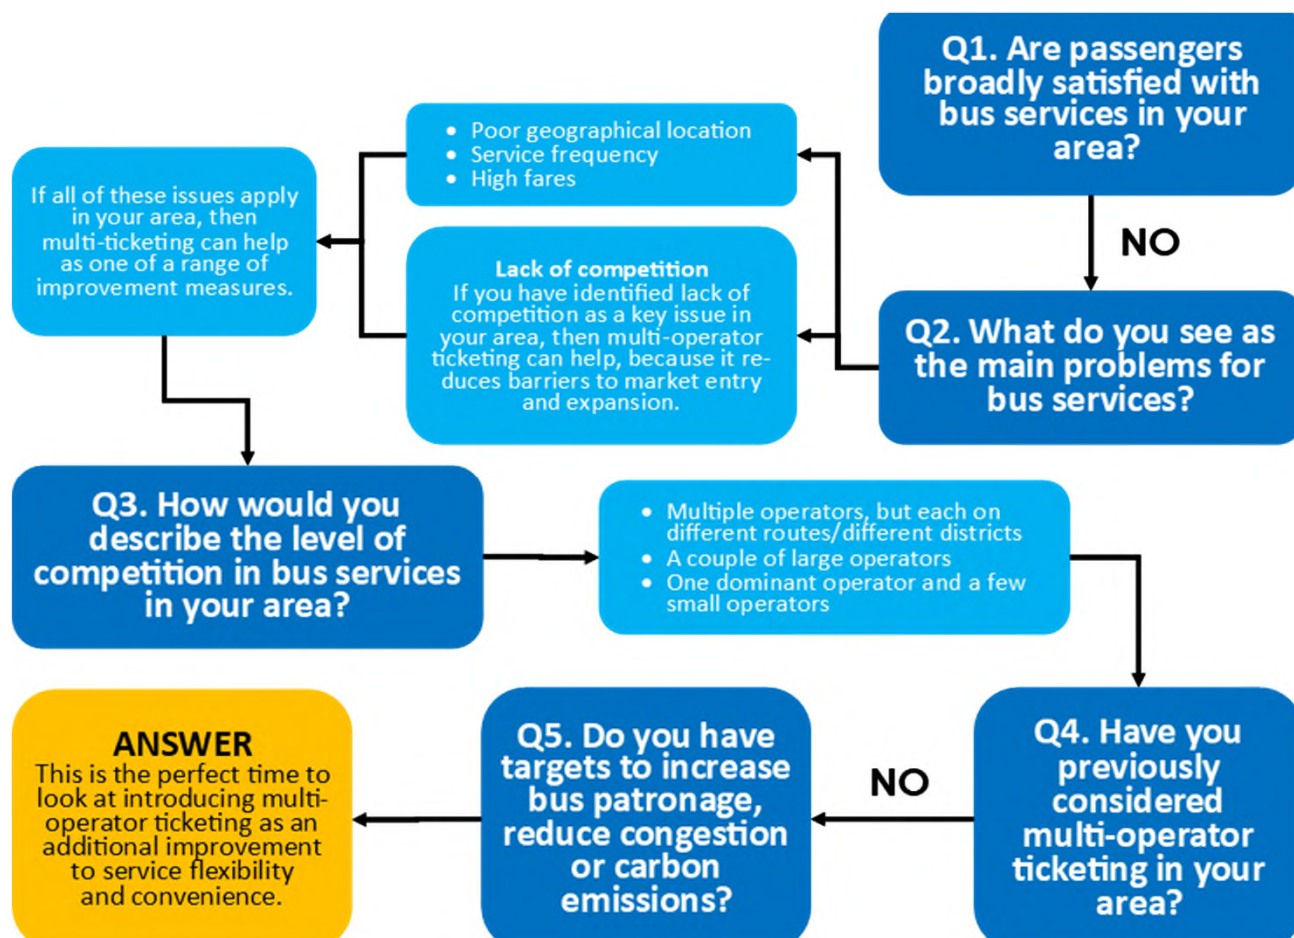 Q1. Are passengers
broadly satisfied with
bus services in your
area?
NO
Q2. What do you see as
the main problems for
bus services?
• Poor geographical location
• Service frequency
• High fares
Lack of competition
If you have identified lack of
competition as a key issue in
your area, then multi-operator
ticketing can help, because it re-
duces barriers to market entry
and expansion.
If all of these issues apply
in your area, then
multi-ticketing can help
as one of a range of
improvement measures.
Q3. How would you
describe the level of
competition in bus services
in your area?
• Multiple operators, but each on
different routes/different districts
• A couple of large operators
• One dominant operator and a few
small operators
Q4. Have you
previously
considered
multi-operator
ticketing in your
area?
NO
Q5. Do you have
targets to increase
bus patronage,
reduce congestion
or carbon
emissions?
ANSWER
This is the perfect time to
look at introducing multi-
operator ticketing as an
additional improvement
to service flexibility
and convenience.